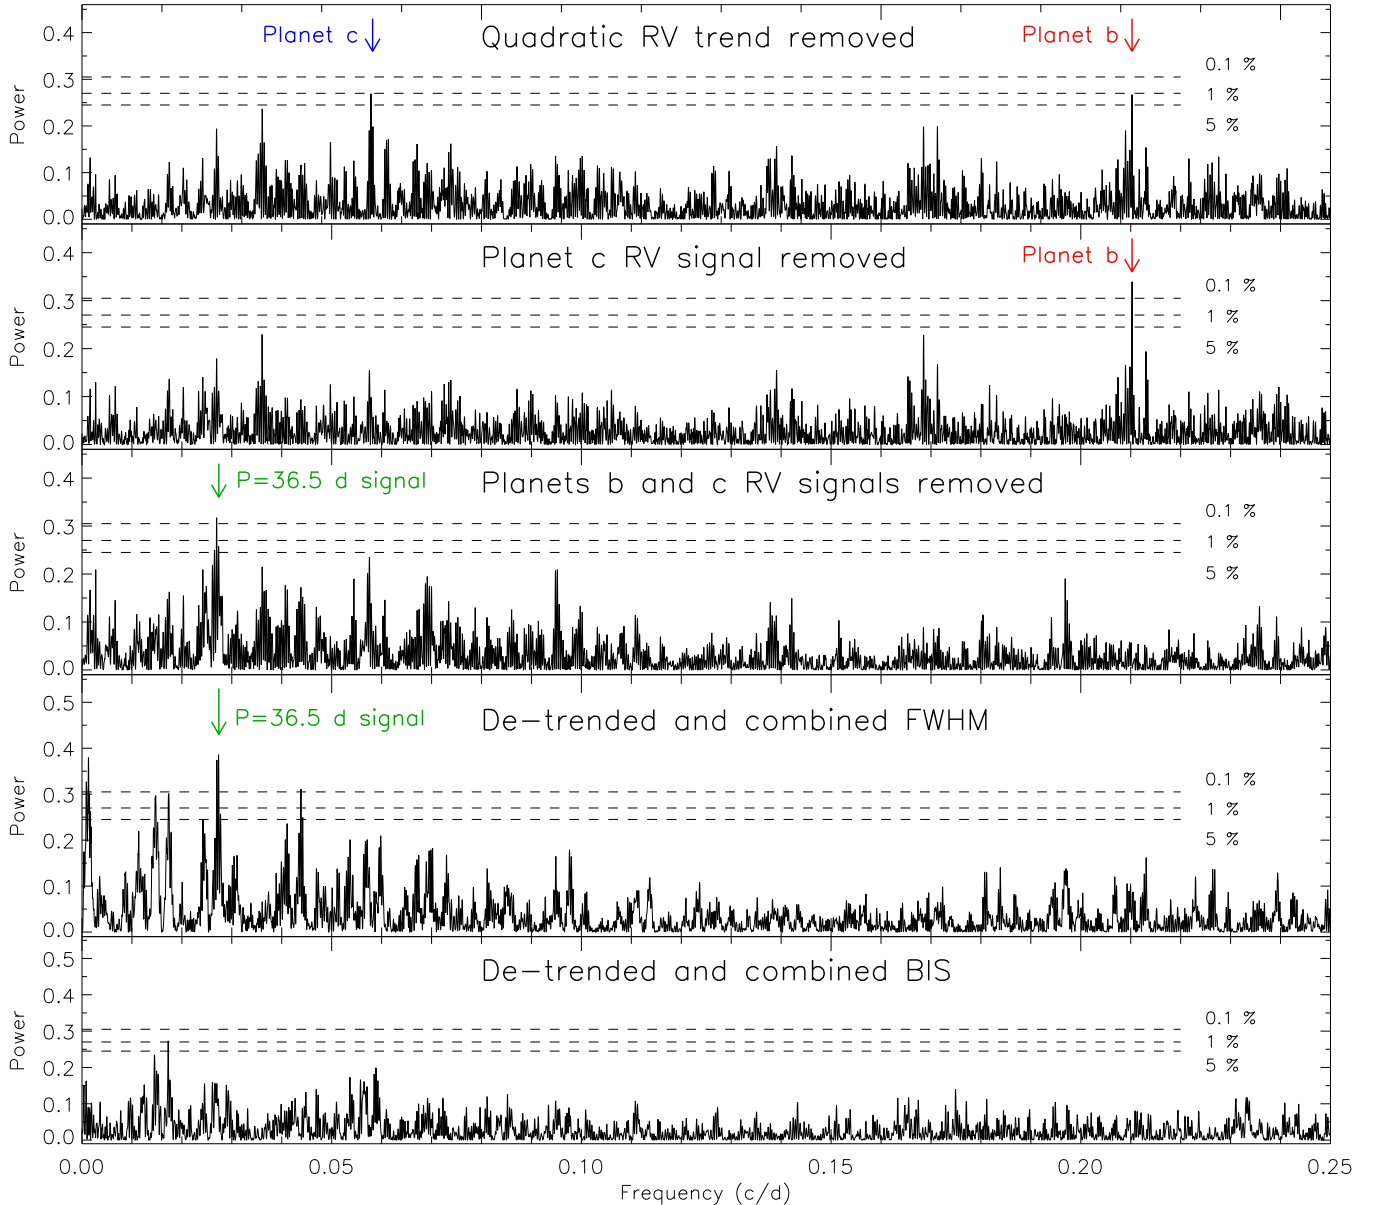 Planet c
Quadratic RV trend removed
Planet b
0.4
0.3
0.2
0.1
0.0
Power
0.1 %
1 %
5 %
Planet c RV signal removed
Planet b
0.4
0.3
0.2
0.1
0.0
Power
0.1 %
1 %
5 %
P=36.5 d signal
Planets b and c RV signals removed
0.4
0.3
0.2
0.1
0.0
Power
0.1 %
1 %
5 %
P=36.5 d signal
De-trended and combined FWHM
0.5
0.4
0.3
0.2
0.1
0.0
Power
0.1 %
1 %
5 %
De-trended and combined BIS
0.5
0.4
0.3
0.2
0.1
0.0
Power
0.1 %
1 %
5 %
0.00 0.05 0.10 0.15 0.20 0.25
Frequency (c/d)